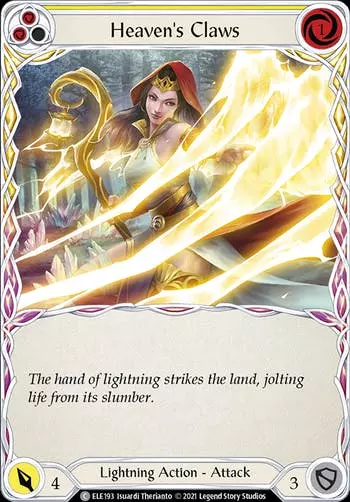 Heaven's Claws
1
The hand of lightning strikes the land, jolting
life from its slumber.
4
Lightning Action - Attack
3
C ELE193 Isuardi Therianto © 2021 Legend Story Studios